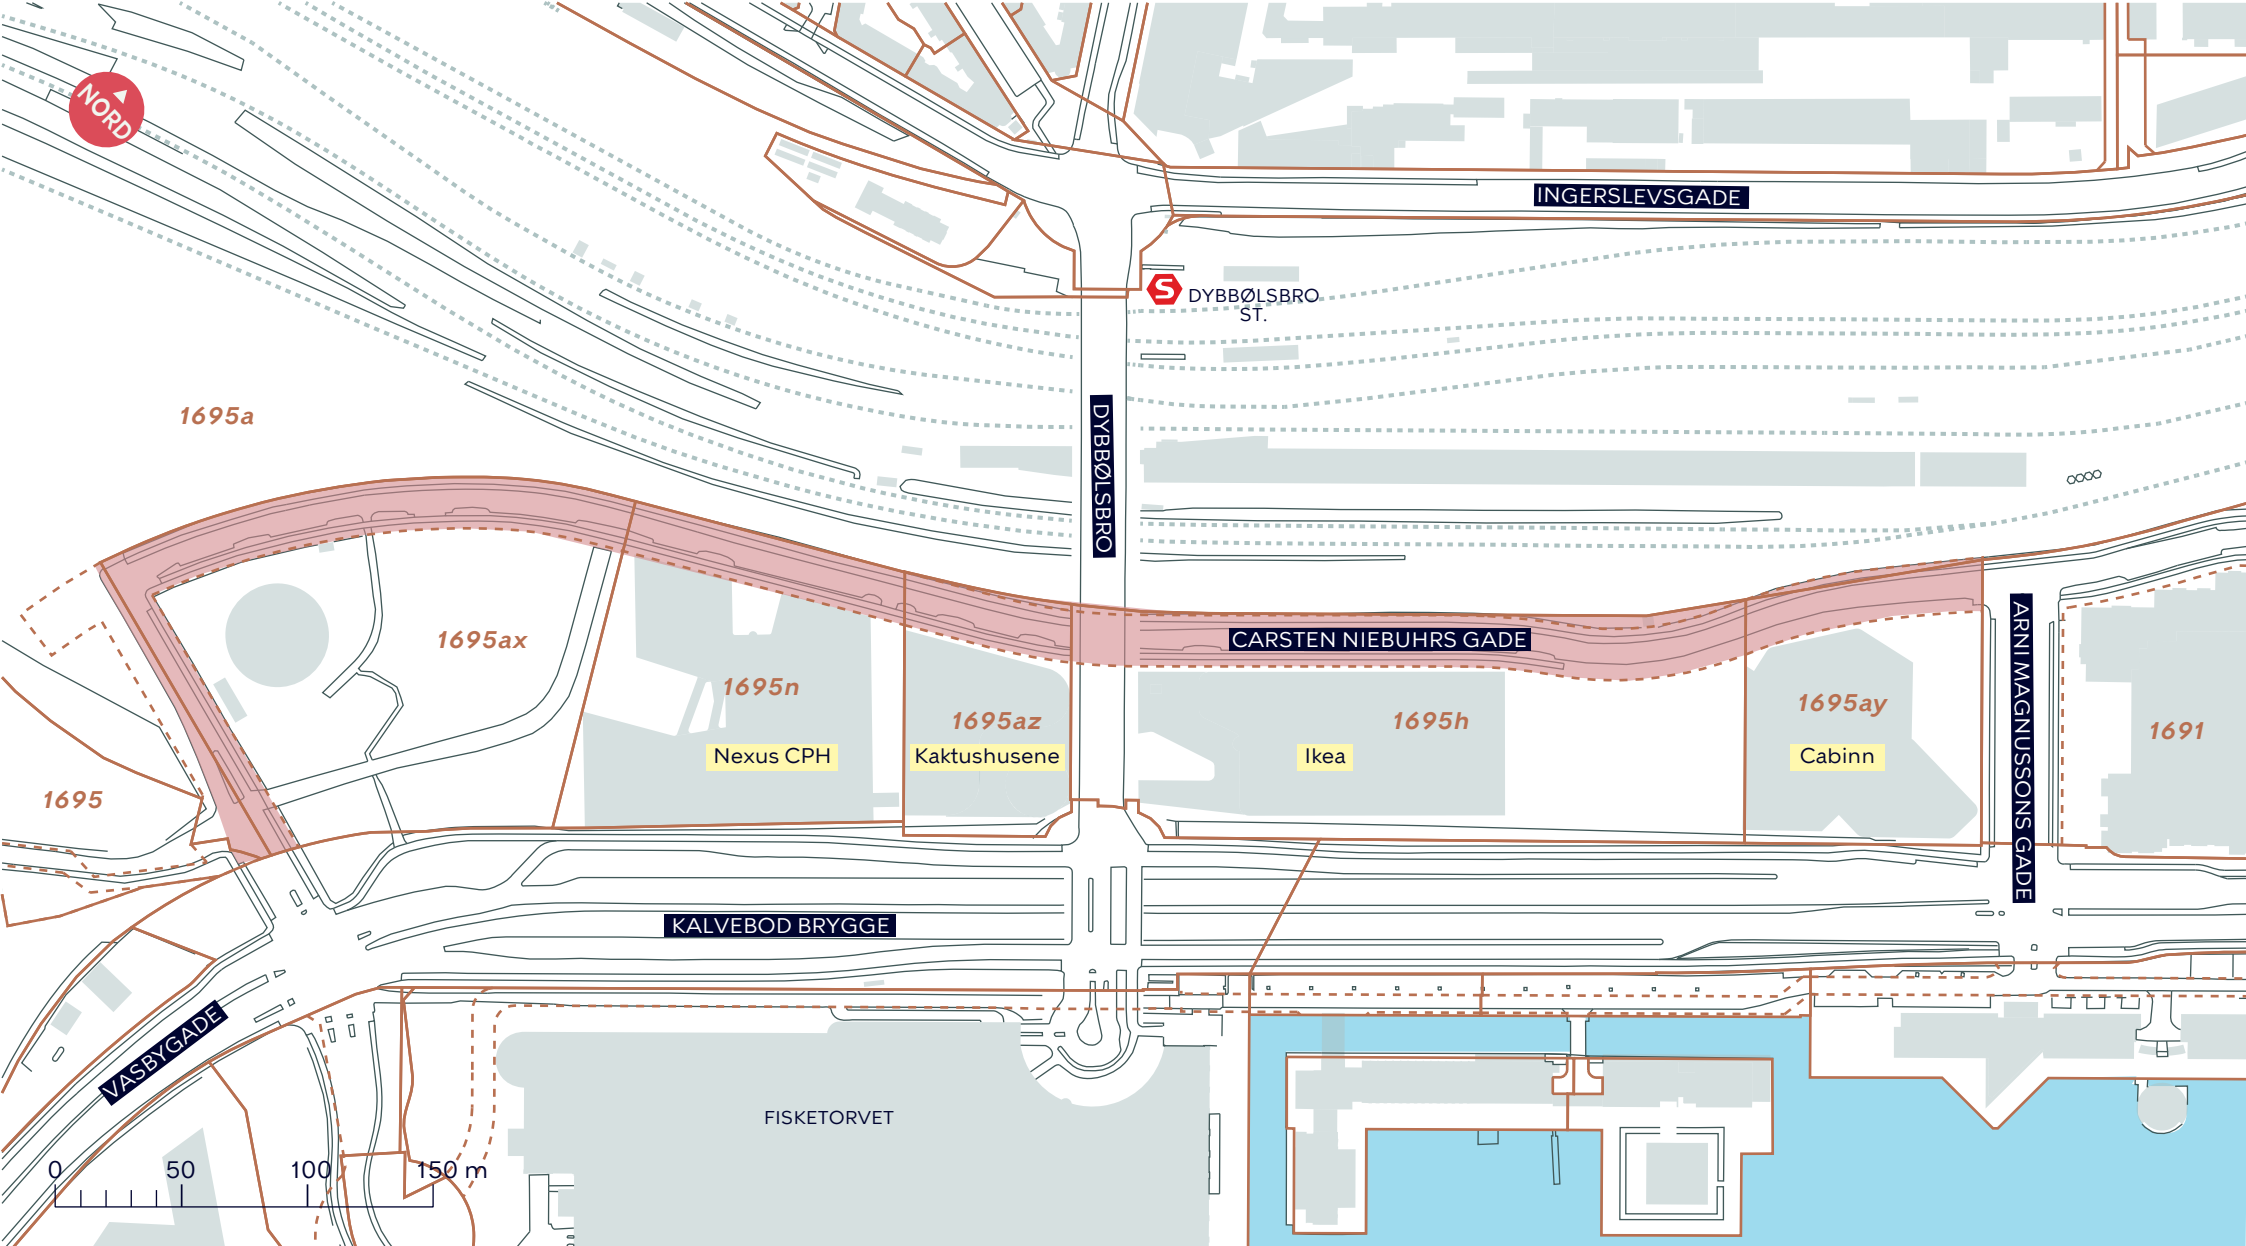 NORD
INGERSLEVSGADE
S
DYBBØLSBRO
ST.
DYBBØLSBRO
1695a
CARSTEN NIEBUHRS GADE
ARNI MAGNUSSONS GADE
1695ax
1695n
1695az
1695h
1695ay
1691
Nexus CPH
Kaktushusene
Ikea
Cabinn
1695
KALVEBOD BRYGGE
VASBYGADE
FISKETORVET
0 50 100 150 m